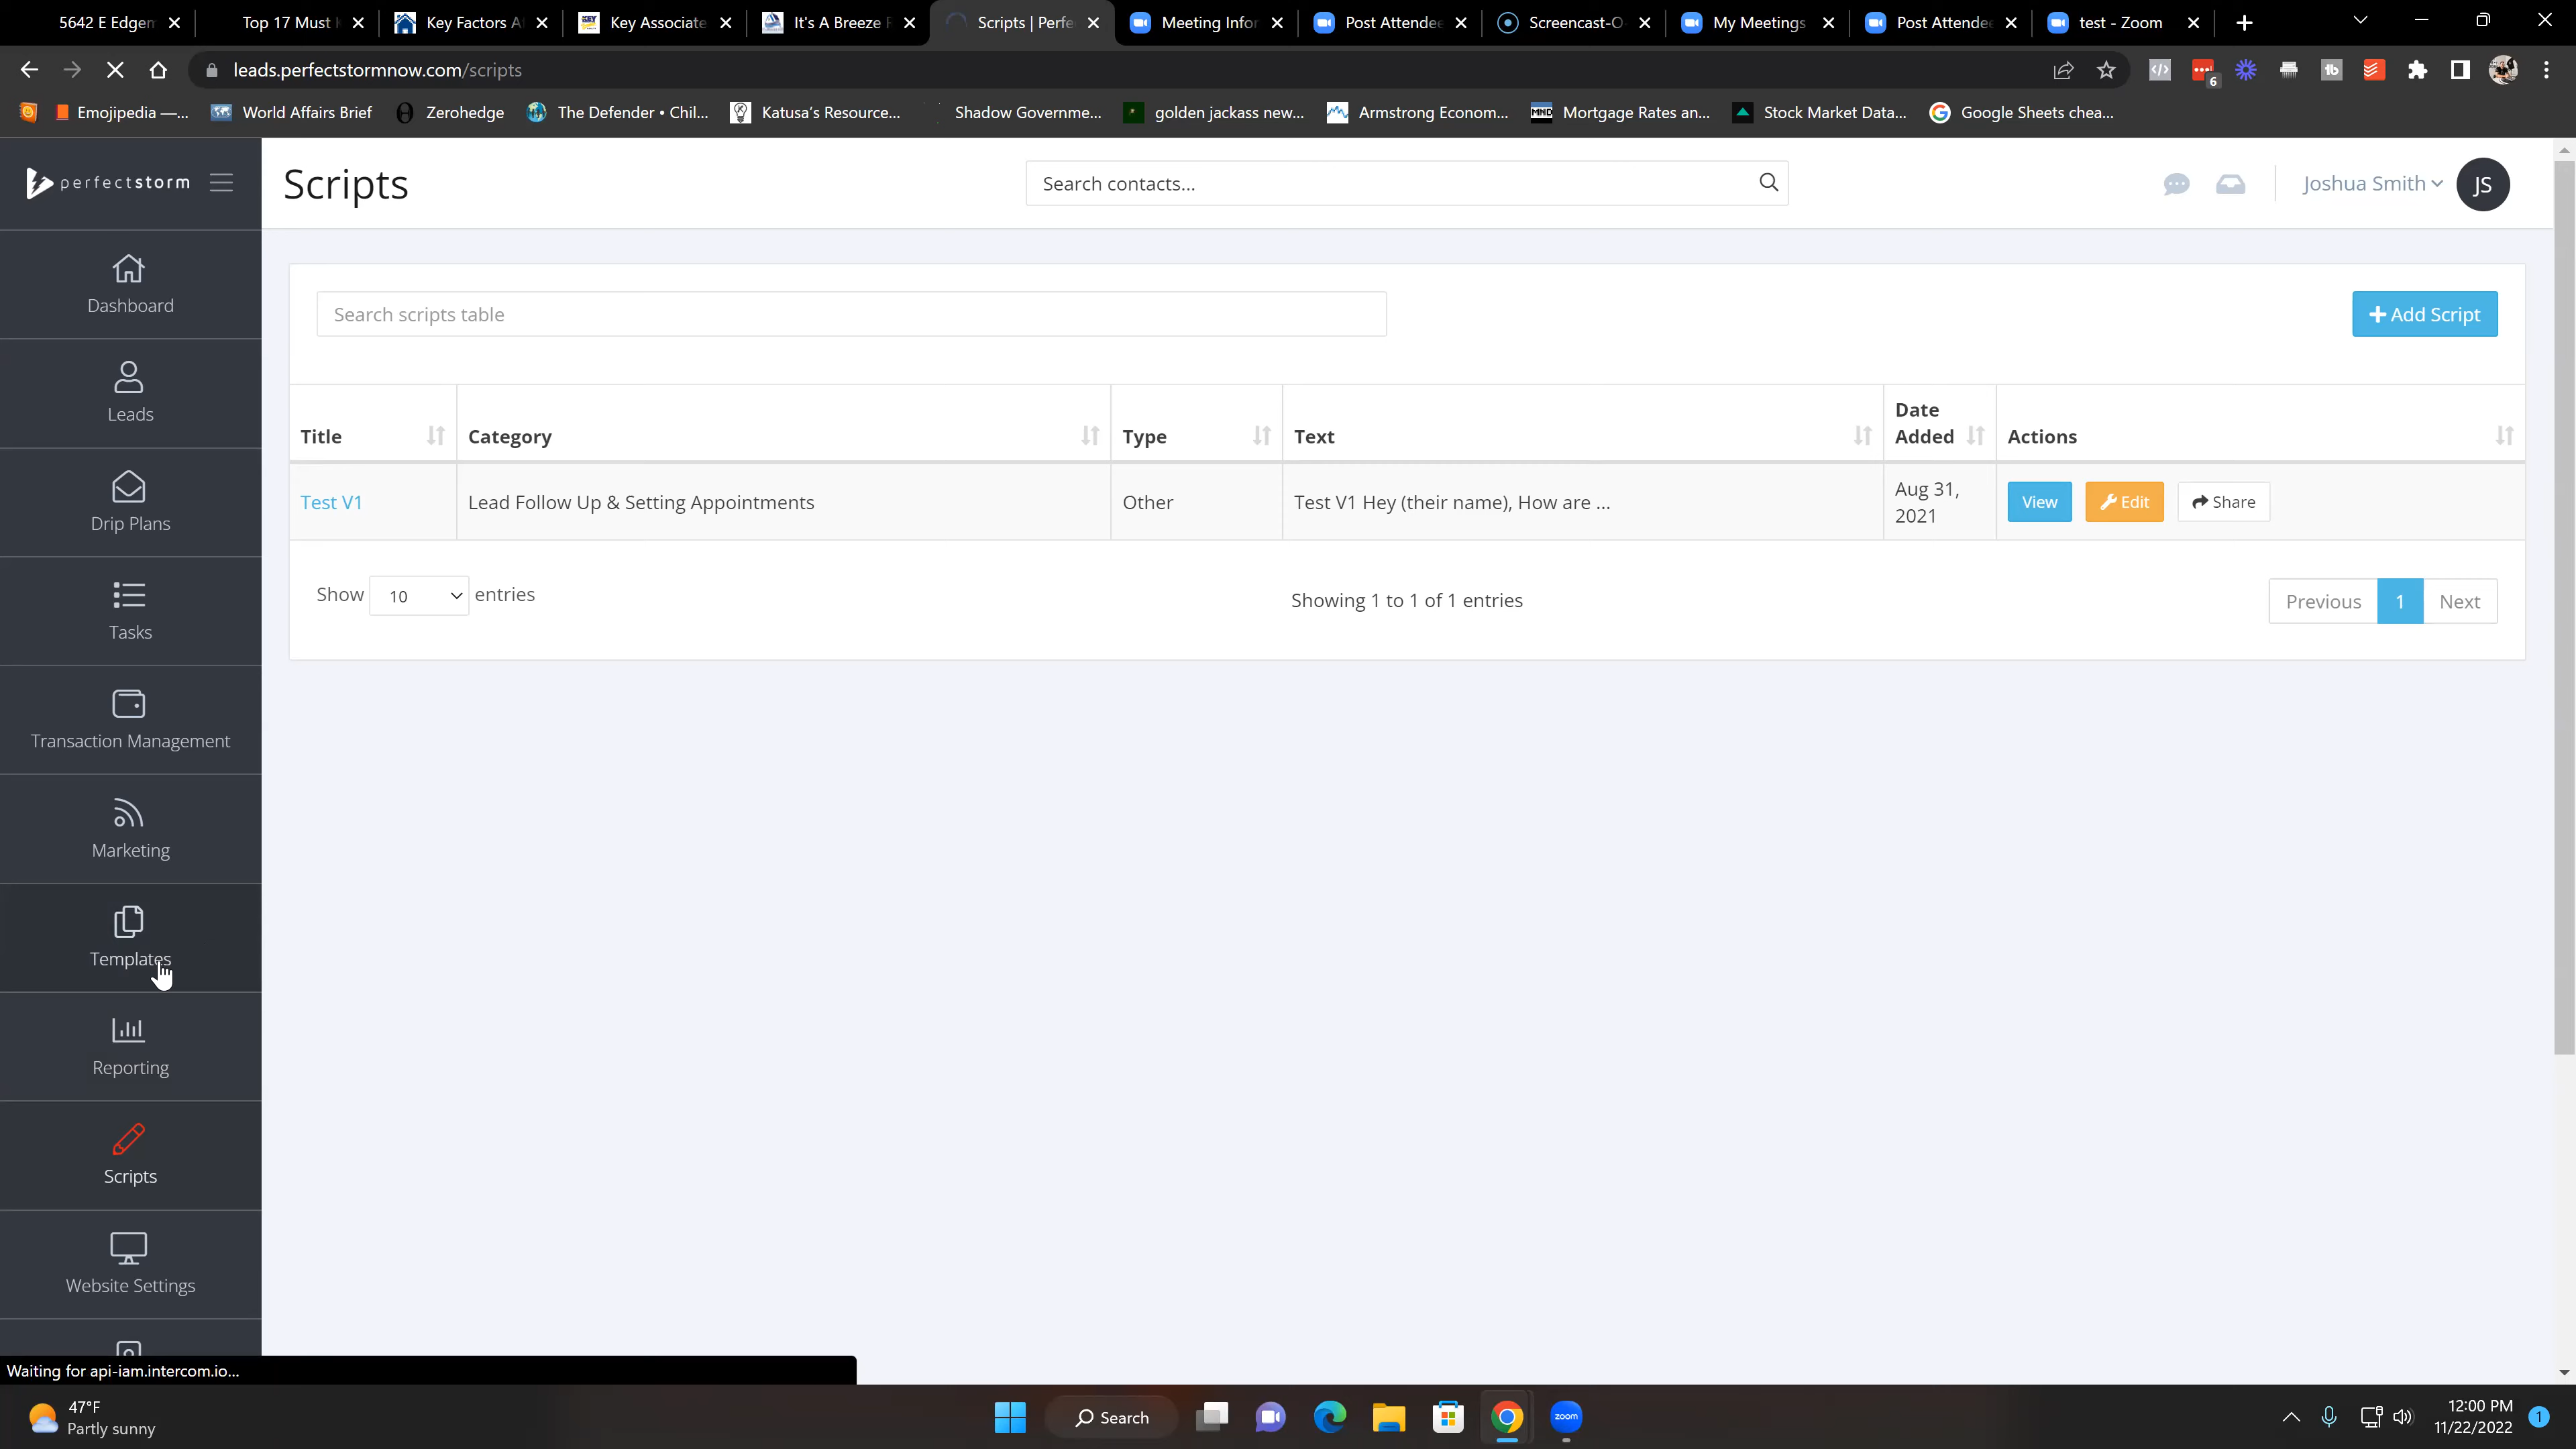 5642 E Edgem
Top 17 Must
Key Factors A
Key Associate
It's A Breeze
Scripts | Perfe
Meeting Infor
Post Attendee
Screencast-O
My Meetings
Post Attendee
test - Zoom
leads.perfectstormnow.com/scripts
6
Emojipedia —...
World Affairs Brief
Zerohedge
The Defender • Chil...
Katusa's Resource...
Shadow Governme...
golden jackass new...
Armstrong Econom...
MND
Mortgage Rates an...
Stock Market Data...
Google Sheets chea...
perfectstorm
Scripts
Search contacts...
Joshua Smith
JS
Dashboard
Leads
Drip Plans
Tasks
Transaction Management
Marketing
Templates
Reporting
Scripts
Website Settings
Search scripts table
Add Script
Title
Category
Type
Text
Date
Added
Actions
Test V1
Lead Follow Up & Setting Appointments
Other
Test V1 Hey (their name), How are ...
Aug 31,
2021
View
Edit
Share
Show
10
entries
Showing 1 to 1 of 1 entries
Previous
1
Next
Waiting for api-iam.intercom.io...
47°F
Partly sunny
Search
zoom
12:00 PM
11/22/2022
1